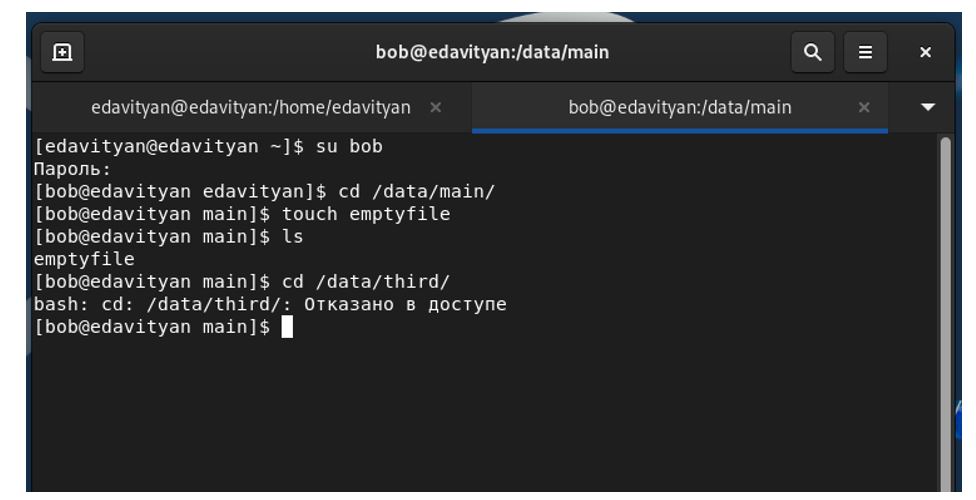 bob@edavityan:/data/main
edavityan@edavityan:/home/edavityan
bob@edavityan:/data/main
[edavityan@edavityan ~]$ su bob
Пароль:
[bob@edavityan edavityan]$ cd /data/main/
[bob@edavityan main]$ touch emptyfile
[bob@edavityan main]$ ls
emptyfile
[bob@edavityan main]$ cd /data/third/
bash: cd: /data/third/: Отказано в доступе
[bob@edavityan main]$